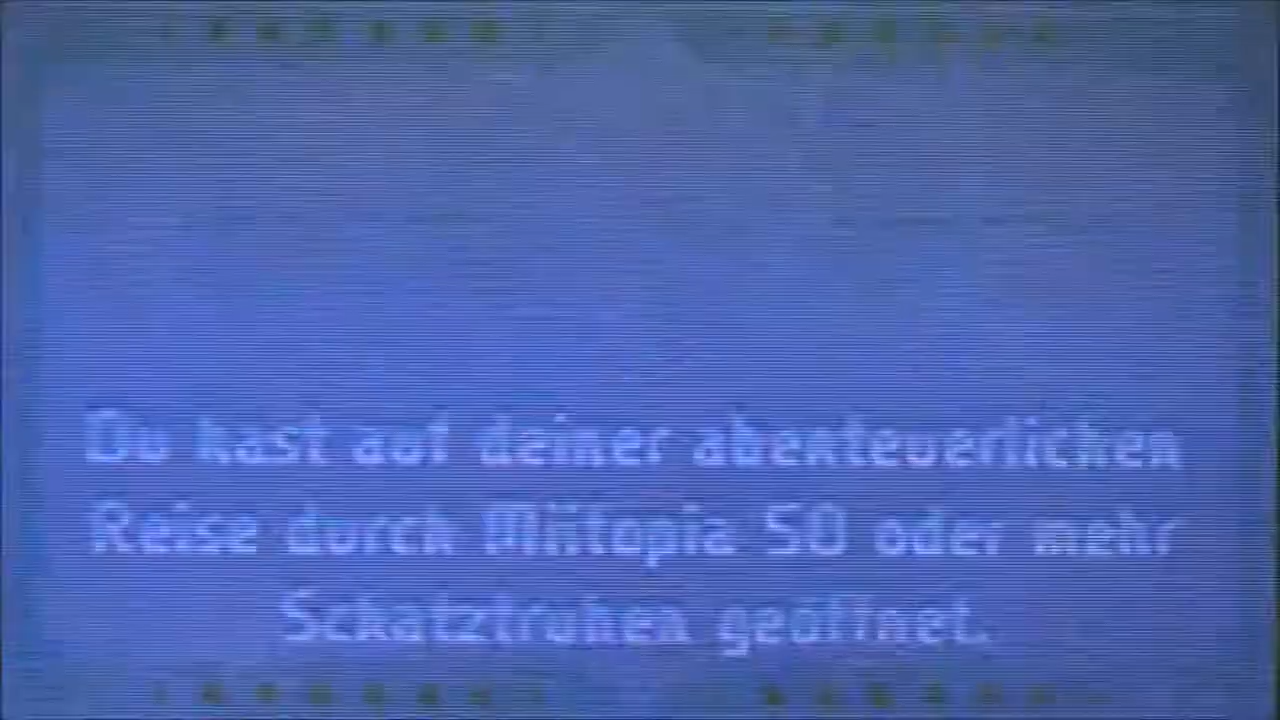 Du hast auf deiner abenteuerlichen
Reise durch Miitopia 50 oder mehr
Schatztruhen geöffnet.